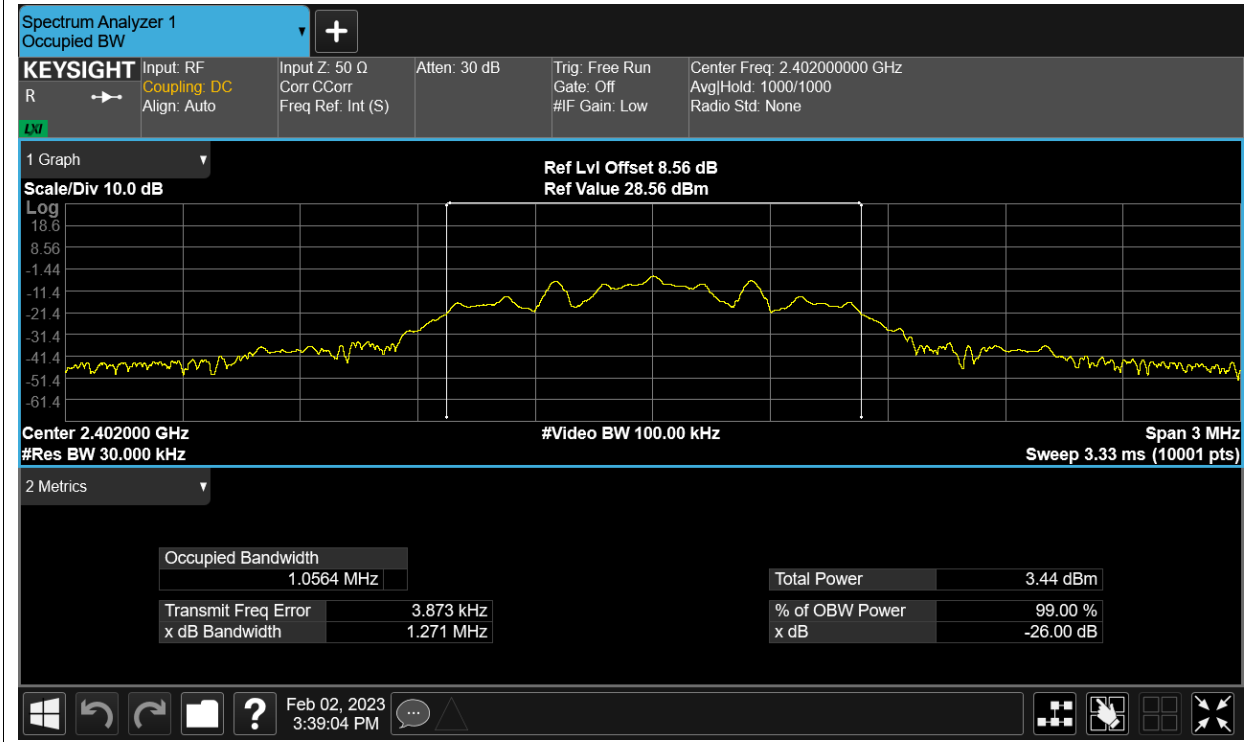 Spectrum Analyzer 1
Occupied BW
KEYSIGHT
R
LXI
Input: RF
Coupling: DC
Align: Auto
Input Z: 50 Ω
Corr CCorr
Freq Ref: Int (S)
Atten: 30 dB
Trig: Free Run
Gate: Off
#IF Gain: Low
Center Freq: 2.402000000 GHz
Avg|Hold: 1000/1000
Radio Std: None
1 Graph
Scale/Div 10.0 dB
Ref Lvl Offset 8.56 dB
Ref Value 28.56 dBm
Log
18.6
8.56
-1.44
-11.4
-21.4
-31.4
-41.4
-51.4
-61.4
Center 2.402000 GHz
#Video BW 100.00 kHz
Span 3 MHz
#Res BW 30.000 kHz
Sweep 3.33 ms (10001 pts)
2 Metrics
Occupied Bandwidth
1.0564 MHz
Total Power 3.44 dBm
Transmit Freq Error 3.873 kHz
% of OBW Power 99.00 %
x dB Bandwidth 1.271 MHz
x dB -26.00 dB
?
Feb 02, 2023
3:39:04 PM